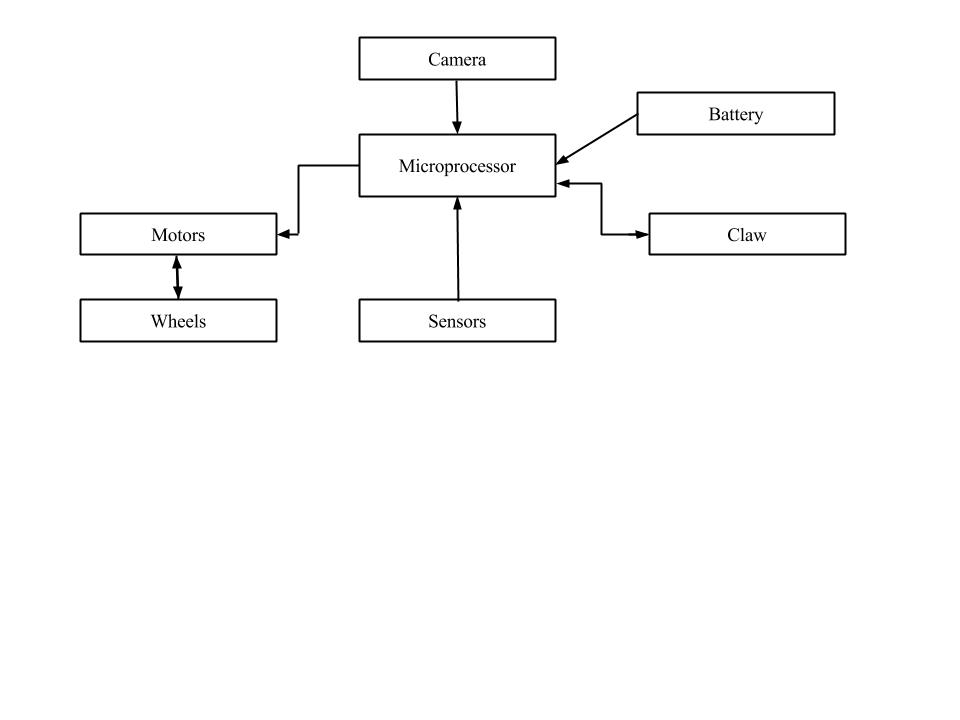 Camera
Battery
Microprocessor
Motors
Claw
Wheels
Sensors